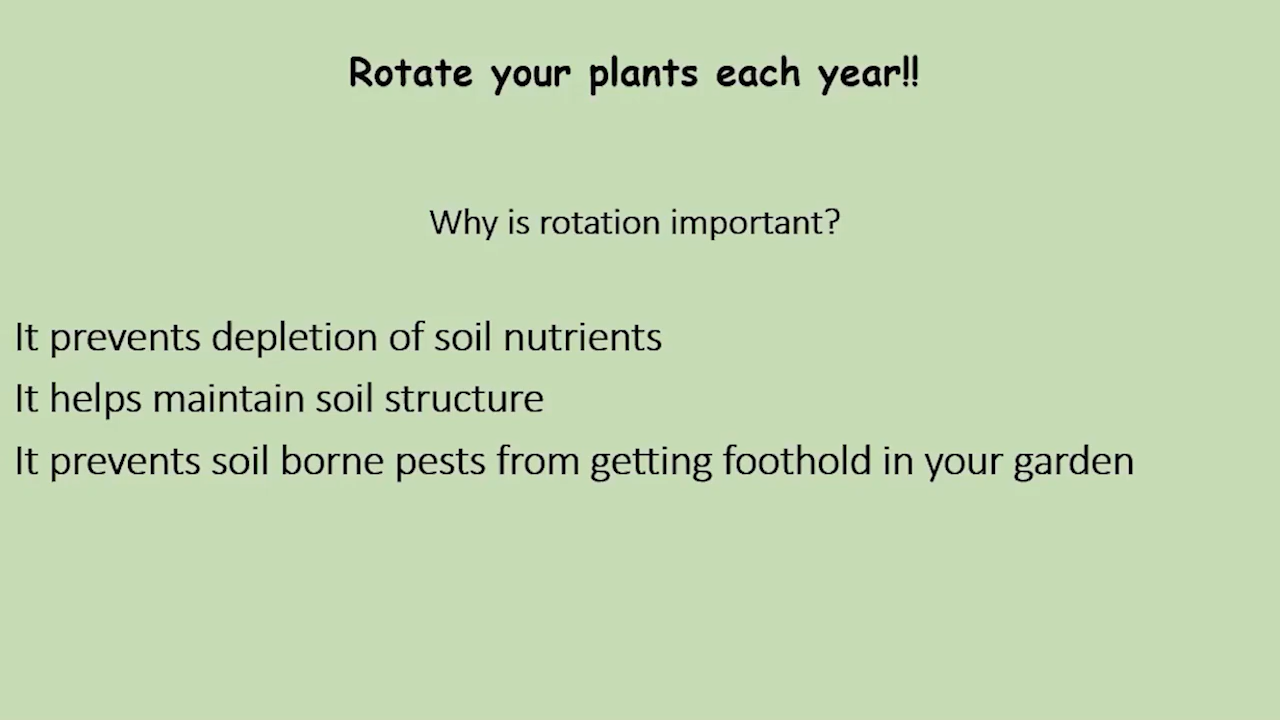 Rotate your plants each year!!
Why is rotation important?
It prevents depletion of soil nutrients
It helps maintain soil structure
It prevents soil borne pests from getting foothold in your garden